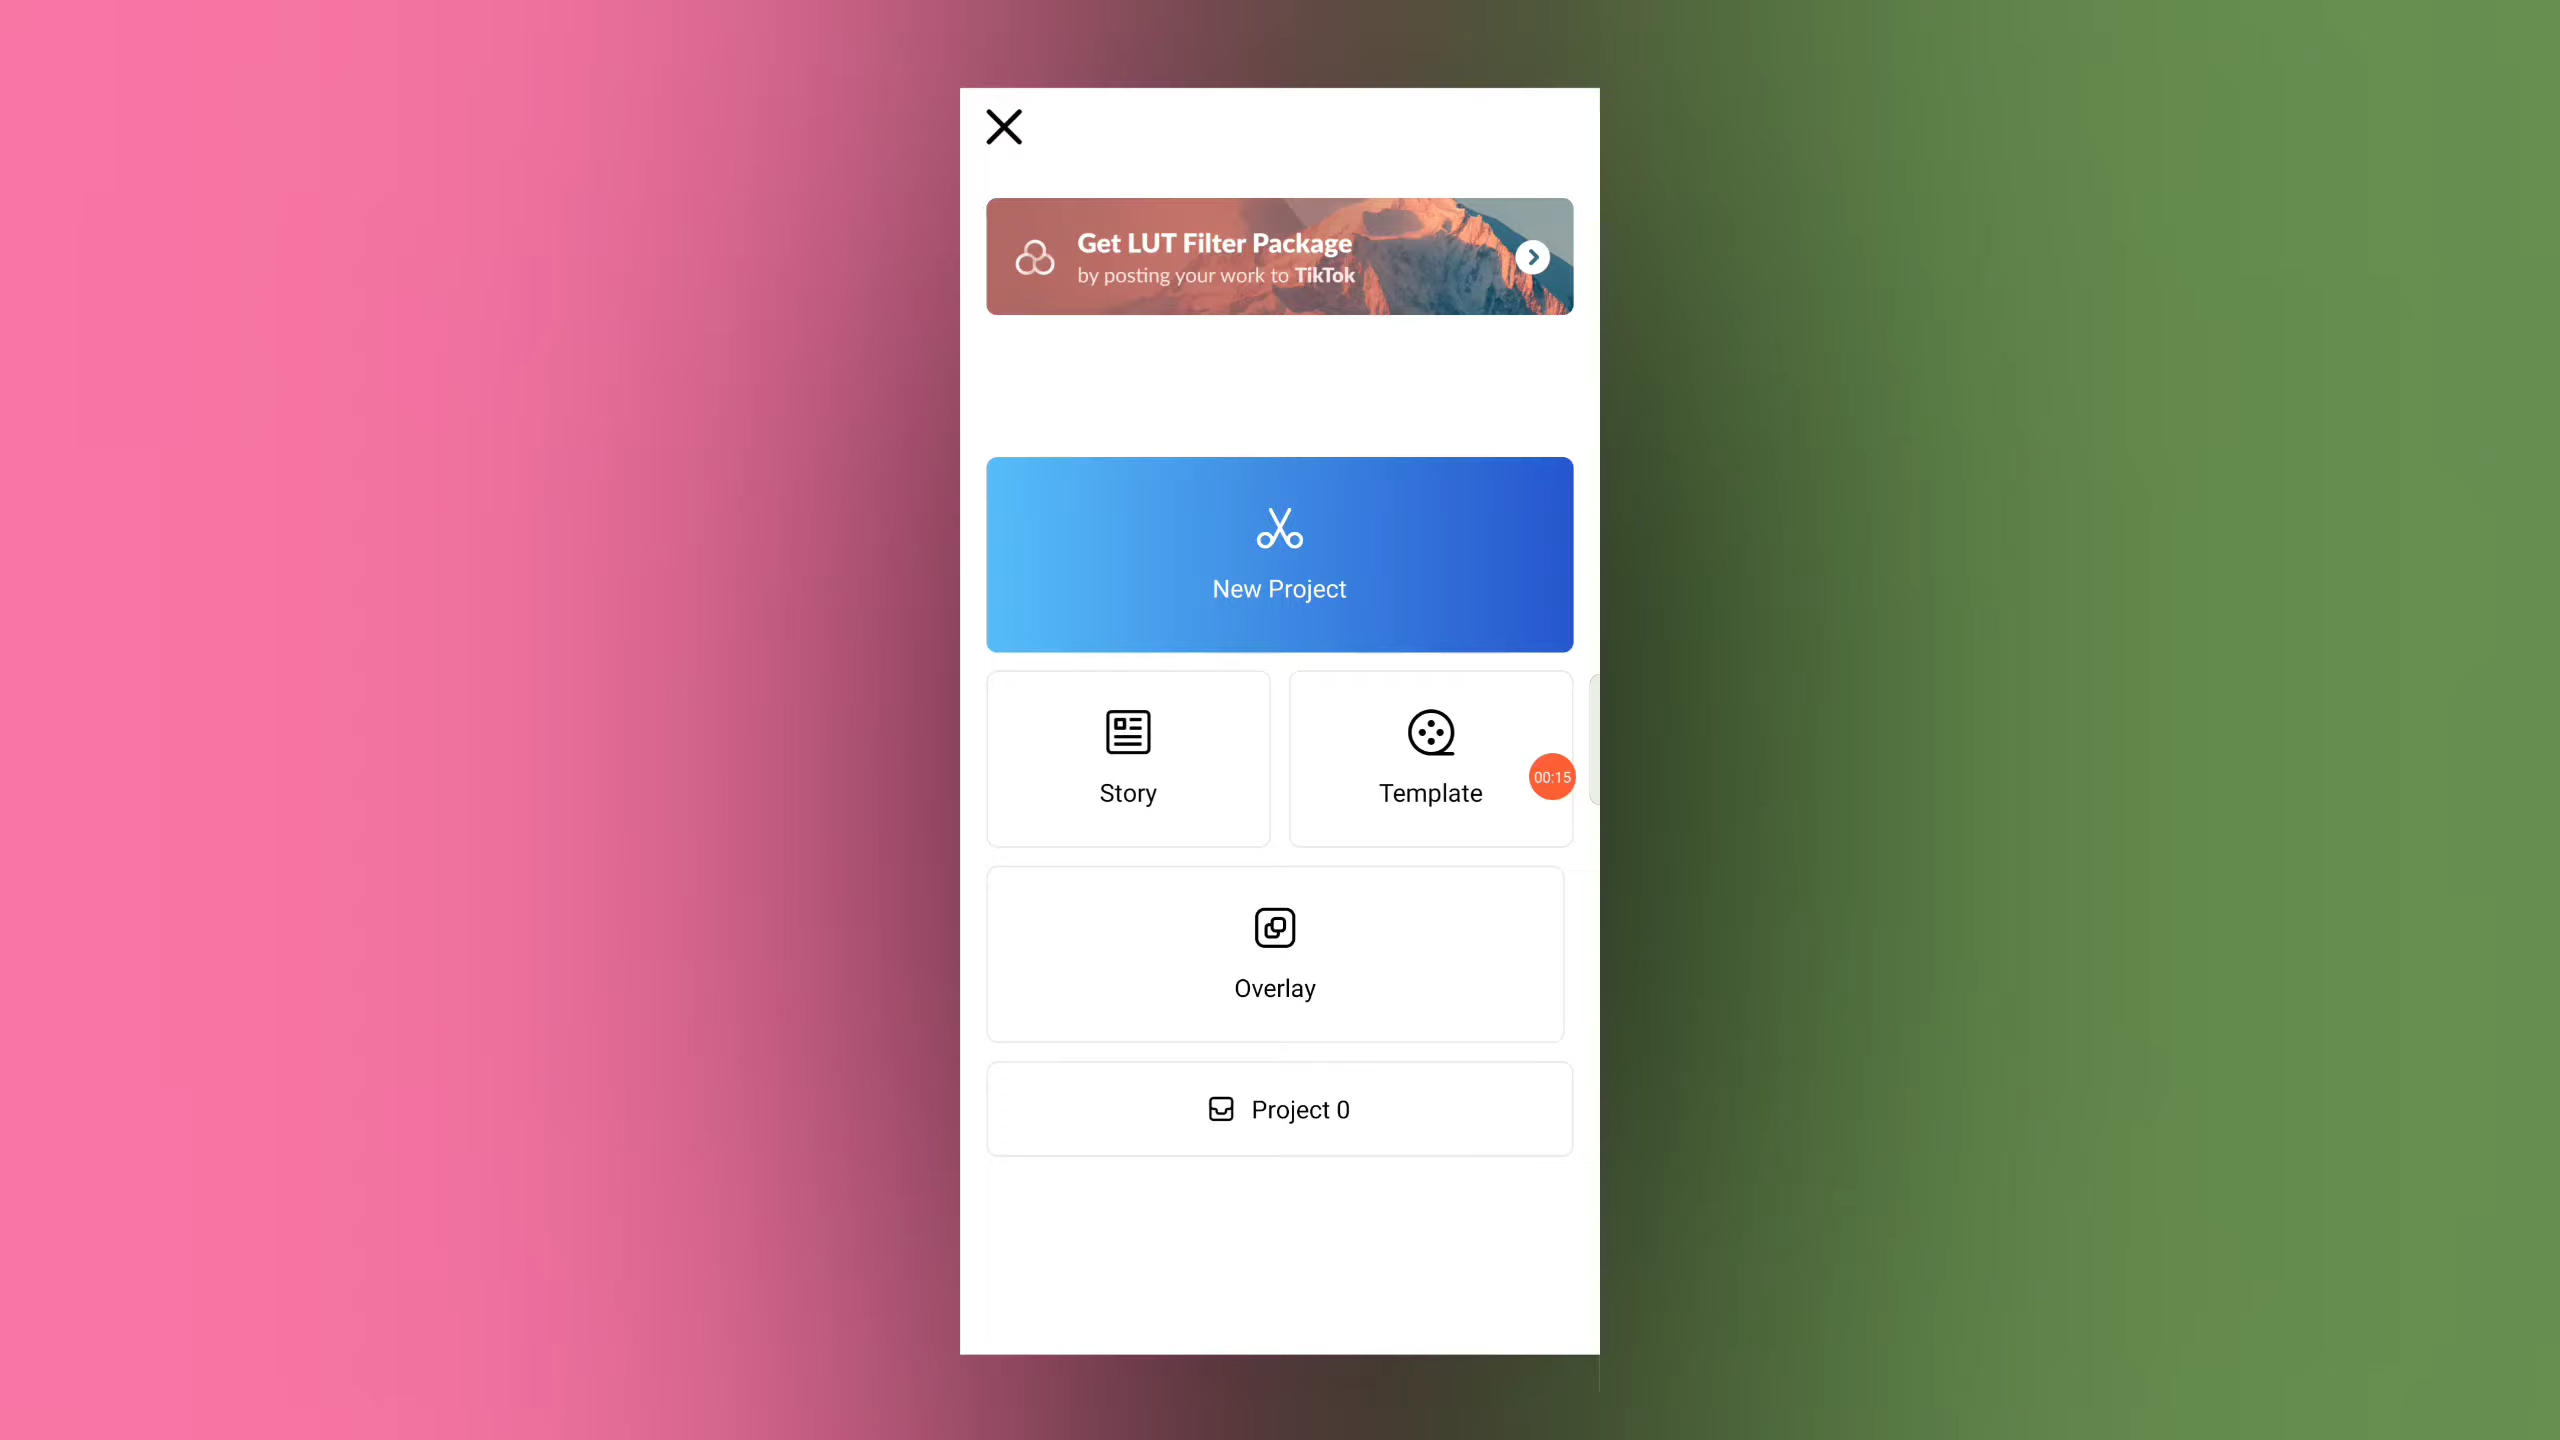 Get LUT Filter Package
by posting your work to TikTok
New Project
Story
Template
00:15
Overlay
Project 0